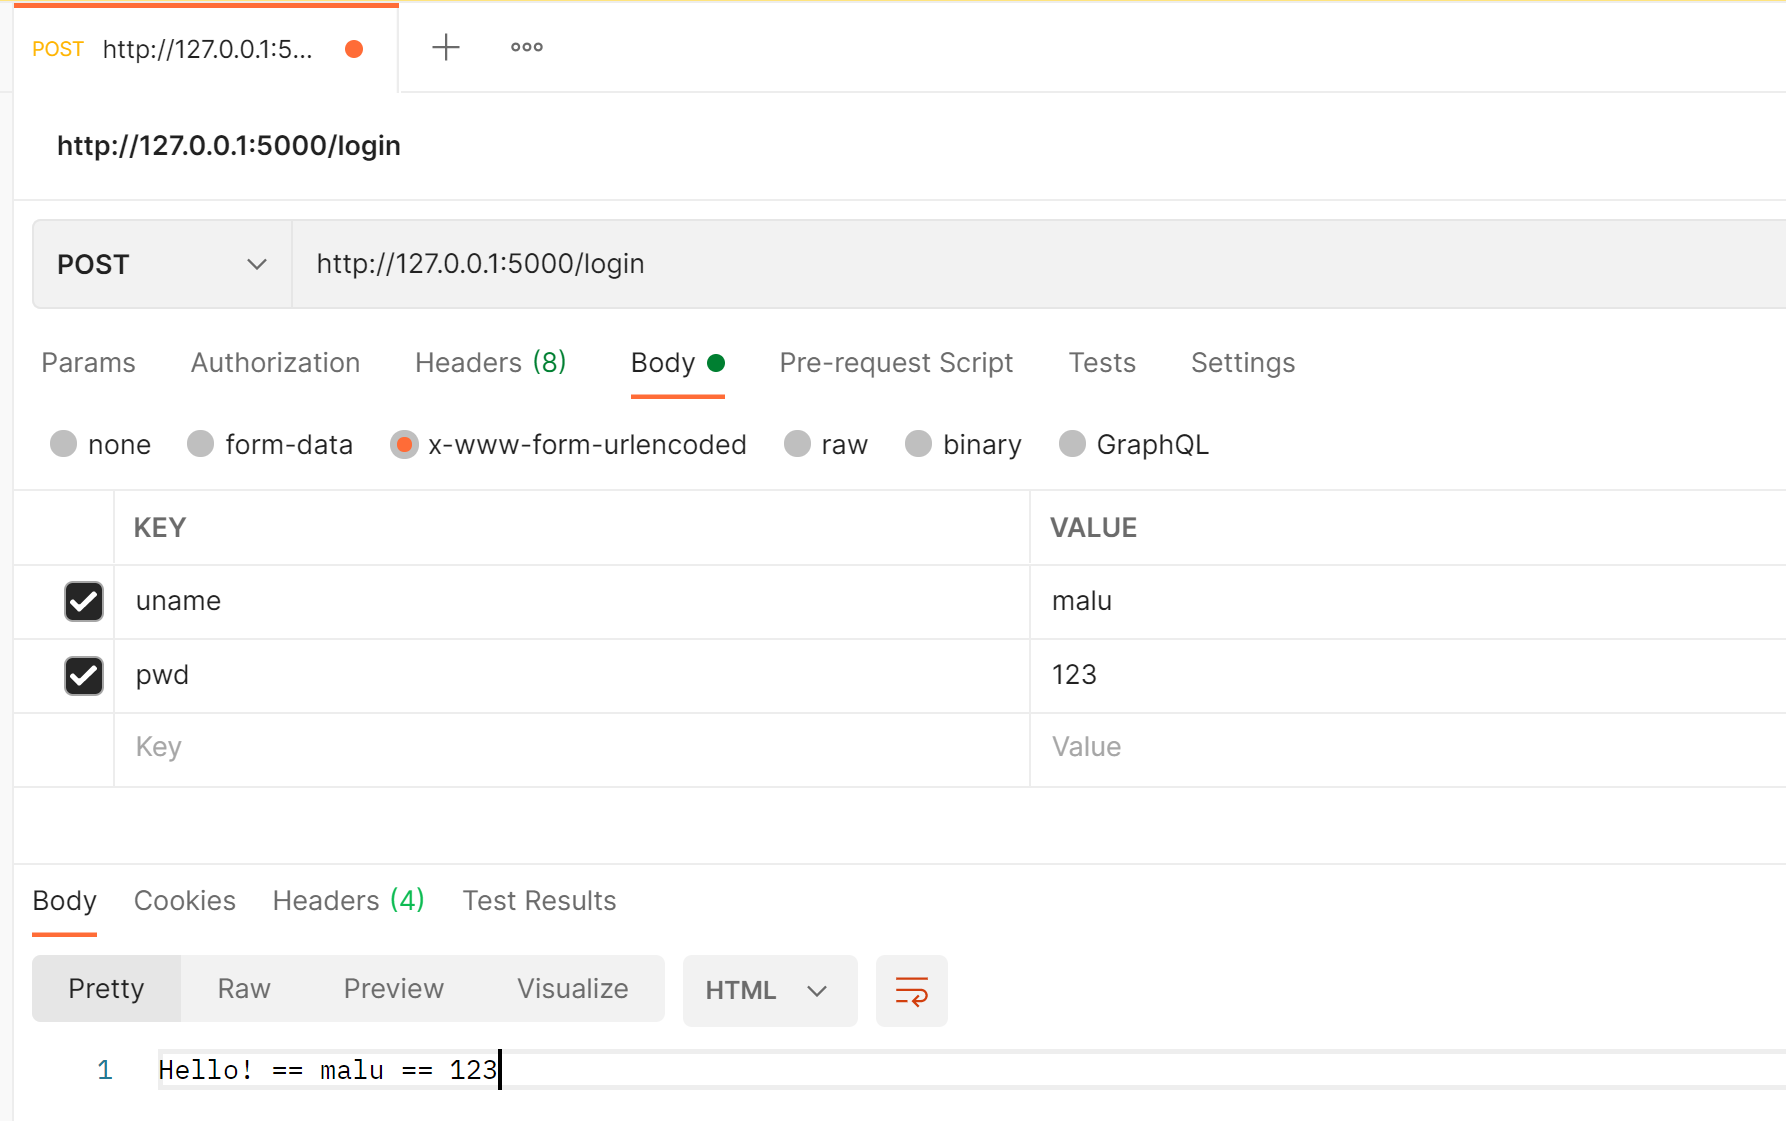 POST http://127.0.0.1:5...
http://127.0.0.1:5000/login
POST http://127.0.0.1:5000/login
Params Authorization Headers (8) Body Pre-request Script Tests Settings
none form-data x-www-form-urlencoded raw binary GraphQL
KEY VALUE
uname malu
pwd 123
Key Value
Body Cookies Headers (4) Test Results
Pretty Raw Preview Visualize HTML
1 Hello! == malu == 123